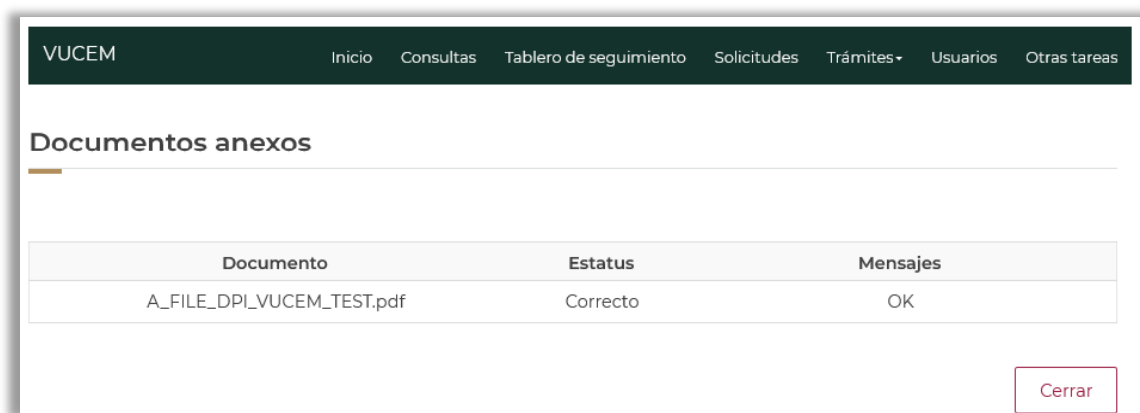 VUCEM Inicio Consultas Tablero de seguimiento Solicitudes Trámites Usuarios Otras tareas
Documentos anexos
Documento Estatus Mensajes
A_FILE_DPI_VUCEM_TEST.pdf Correcto OK
Cerrar